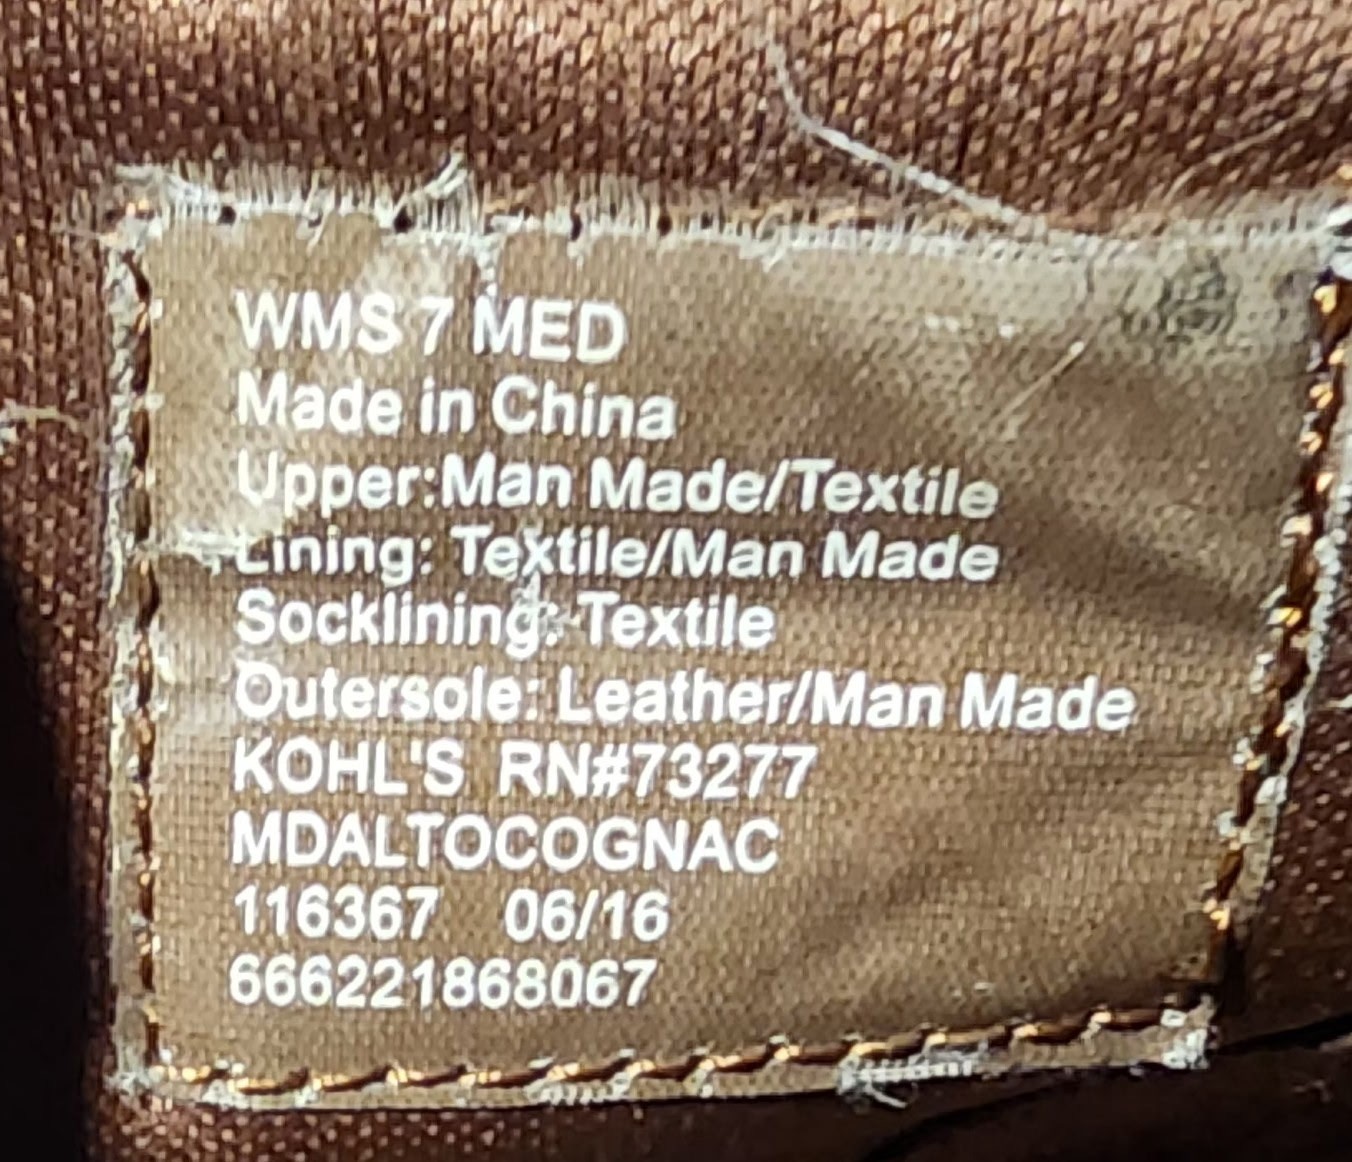 WMS 7 MED
Made in China
Upper:Man Made/Textile
Lining: Textile/Man Made
Socklining: Textile
Outersole: Leather/Man Made
KOHL'S RN#73277
MDALTOCOGNAC
116367 06/16
666221868067